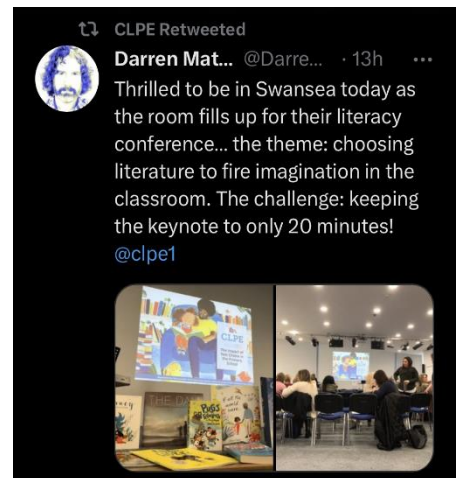 CLPE Retweeted
Darren Mat... @Darre... · 13h
Thrilled to be in Swansea today as
the room fills up for their literacy
conference... the theme: choosing
literature to fire imagination in the
classroom. The challenge: keeping
the keynote to only 20 minutes!
@clpe1
CLPE
THE DAM